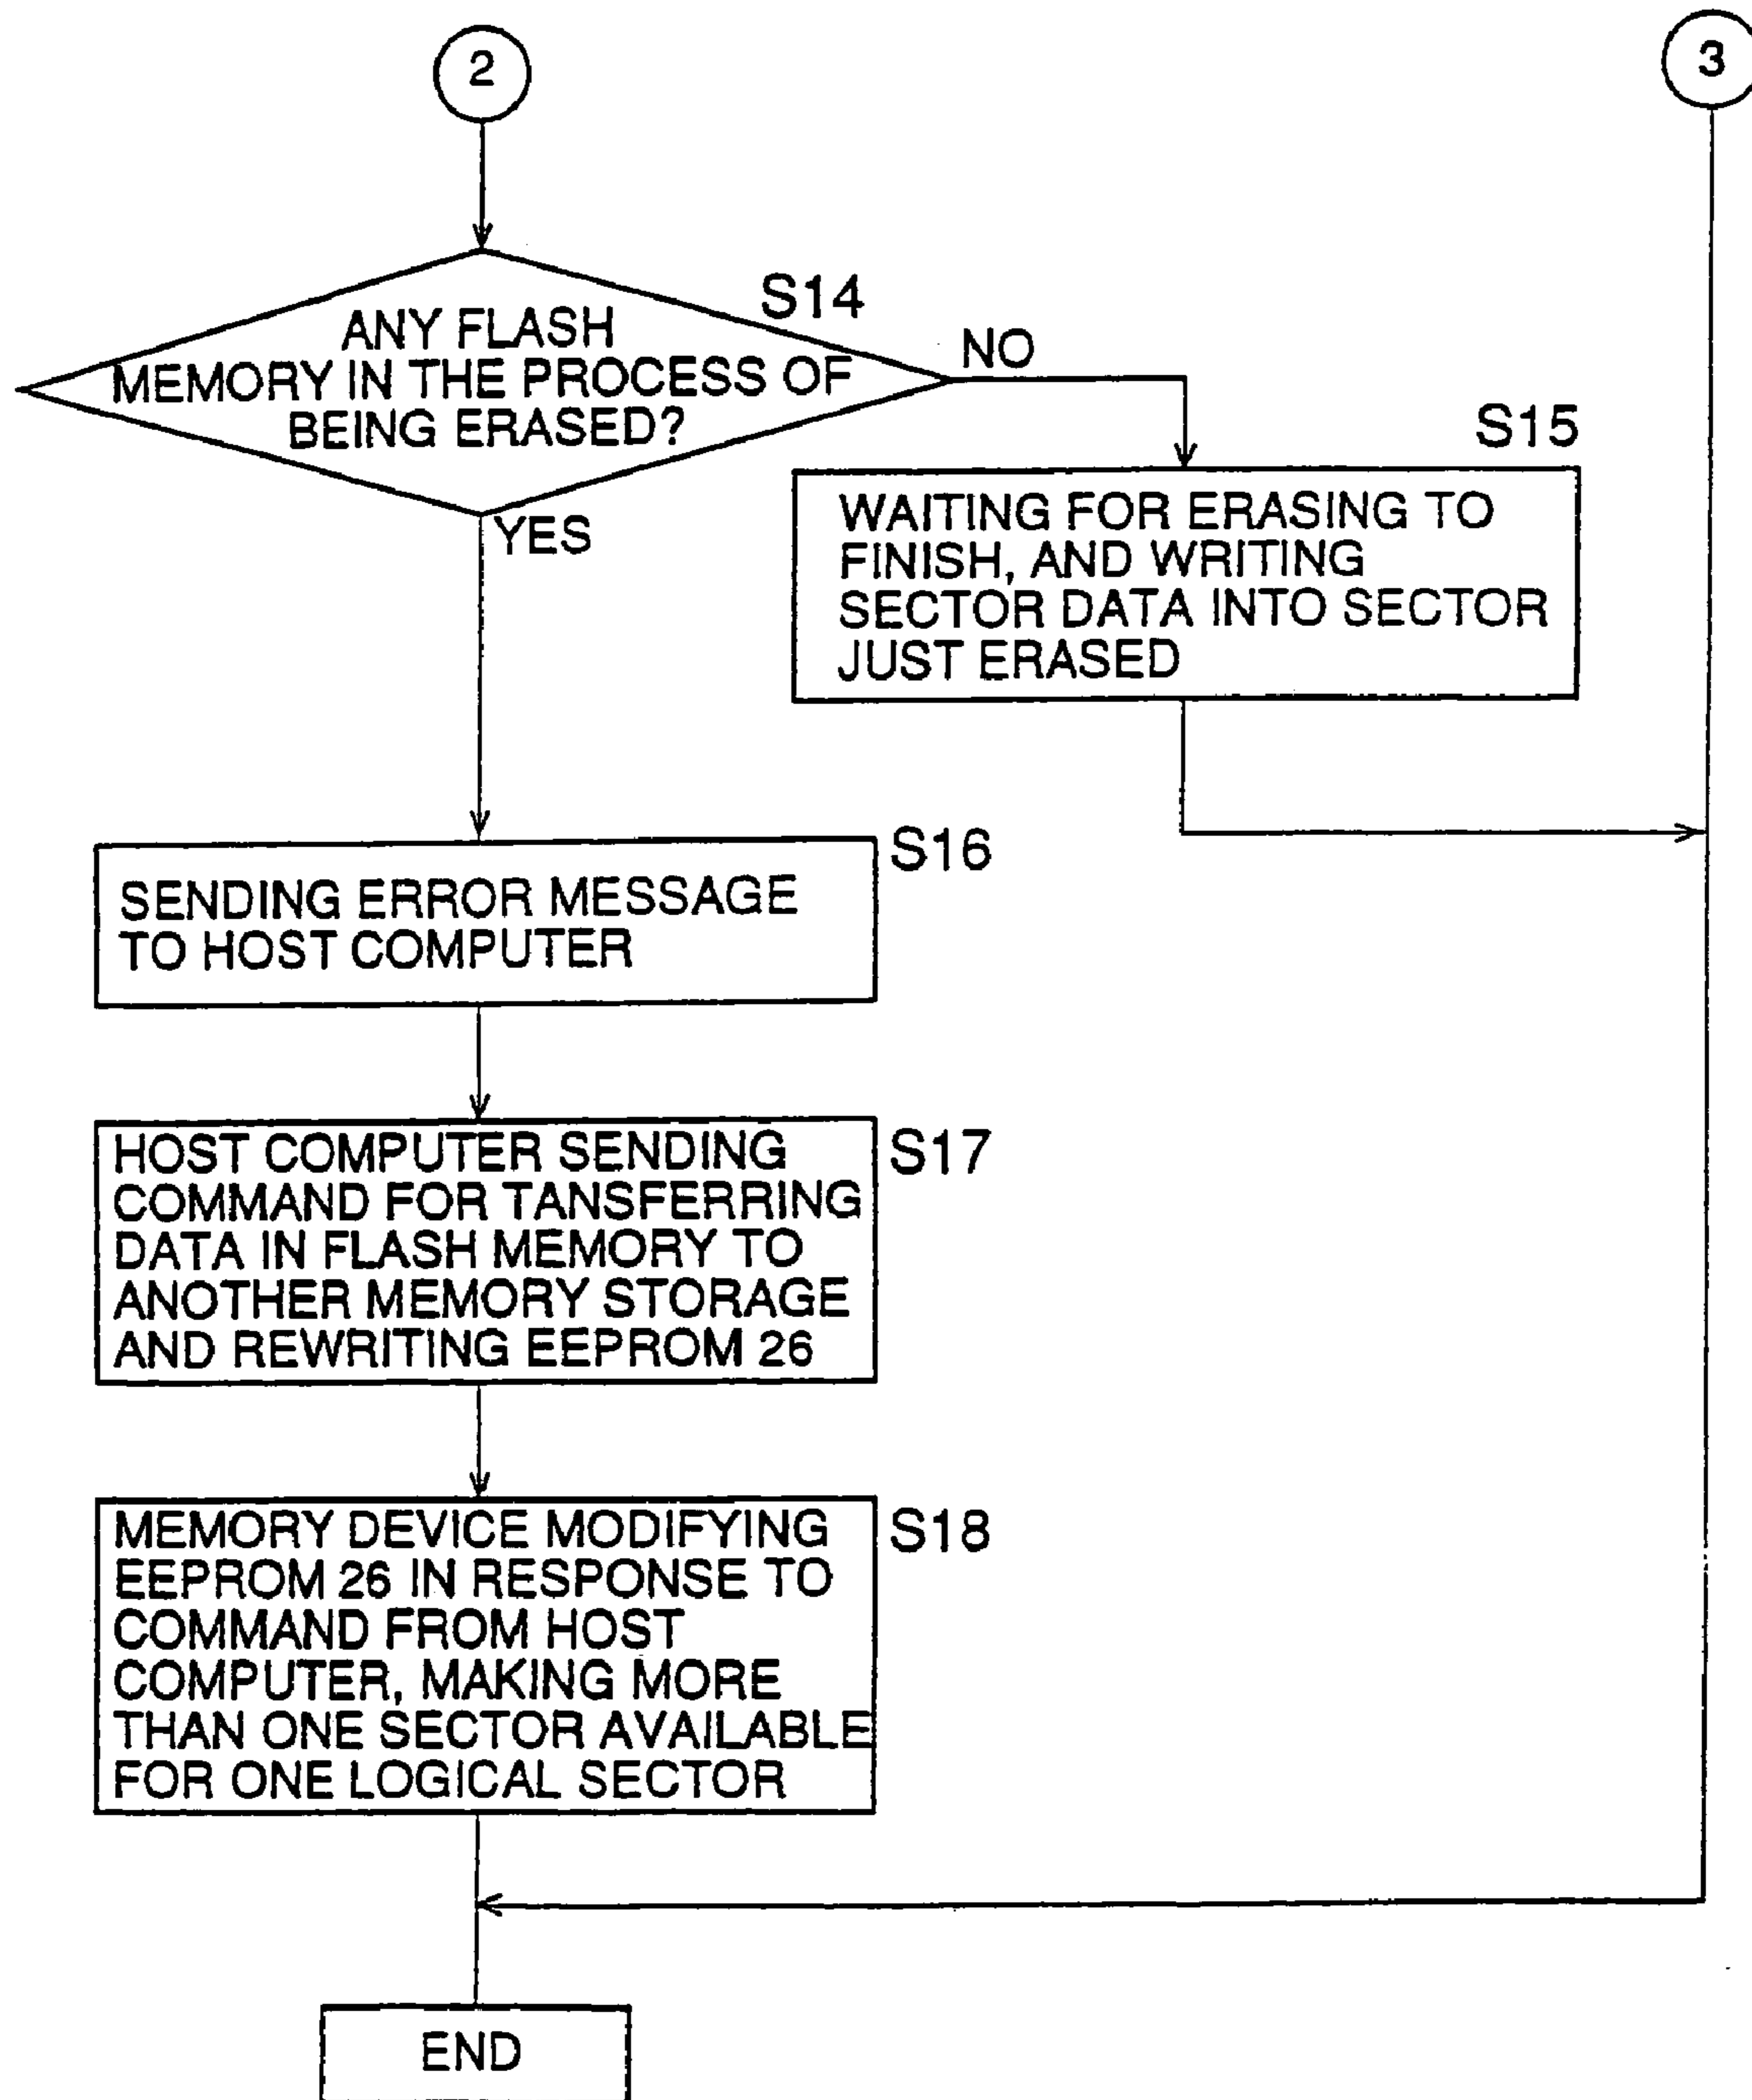 2
3
S14
ANY FLASH
MEMORY IN THE PROCESS OF
BEING ERASED?
NO
YES
S15
WAITING FOR ERASING TO
FINISH, AND WRITING
SECTOR DATA INTO SECTOR
JUST ERASED
S16
SENDING ERROR MESSAGE
TO HOST COMPUTER
S17
HOST COMPUTER SENDING
COMMAND FOR TANSFERRING
DATA IN FLASH MEMORY TO
ANOTHER MEMORY STORAGE
AND REWRITING EEPROM 26
S18
MEMORY DEVICE MODIFYING
EEPROM 26 IN RESPONSE TO
COMMAND FROM HOST
COMPUTER, MAKING MORE
THAN ONE SECTOR AVAILABLE
FOR ONE LOGICAL SECTOR
END